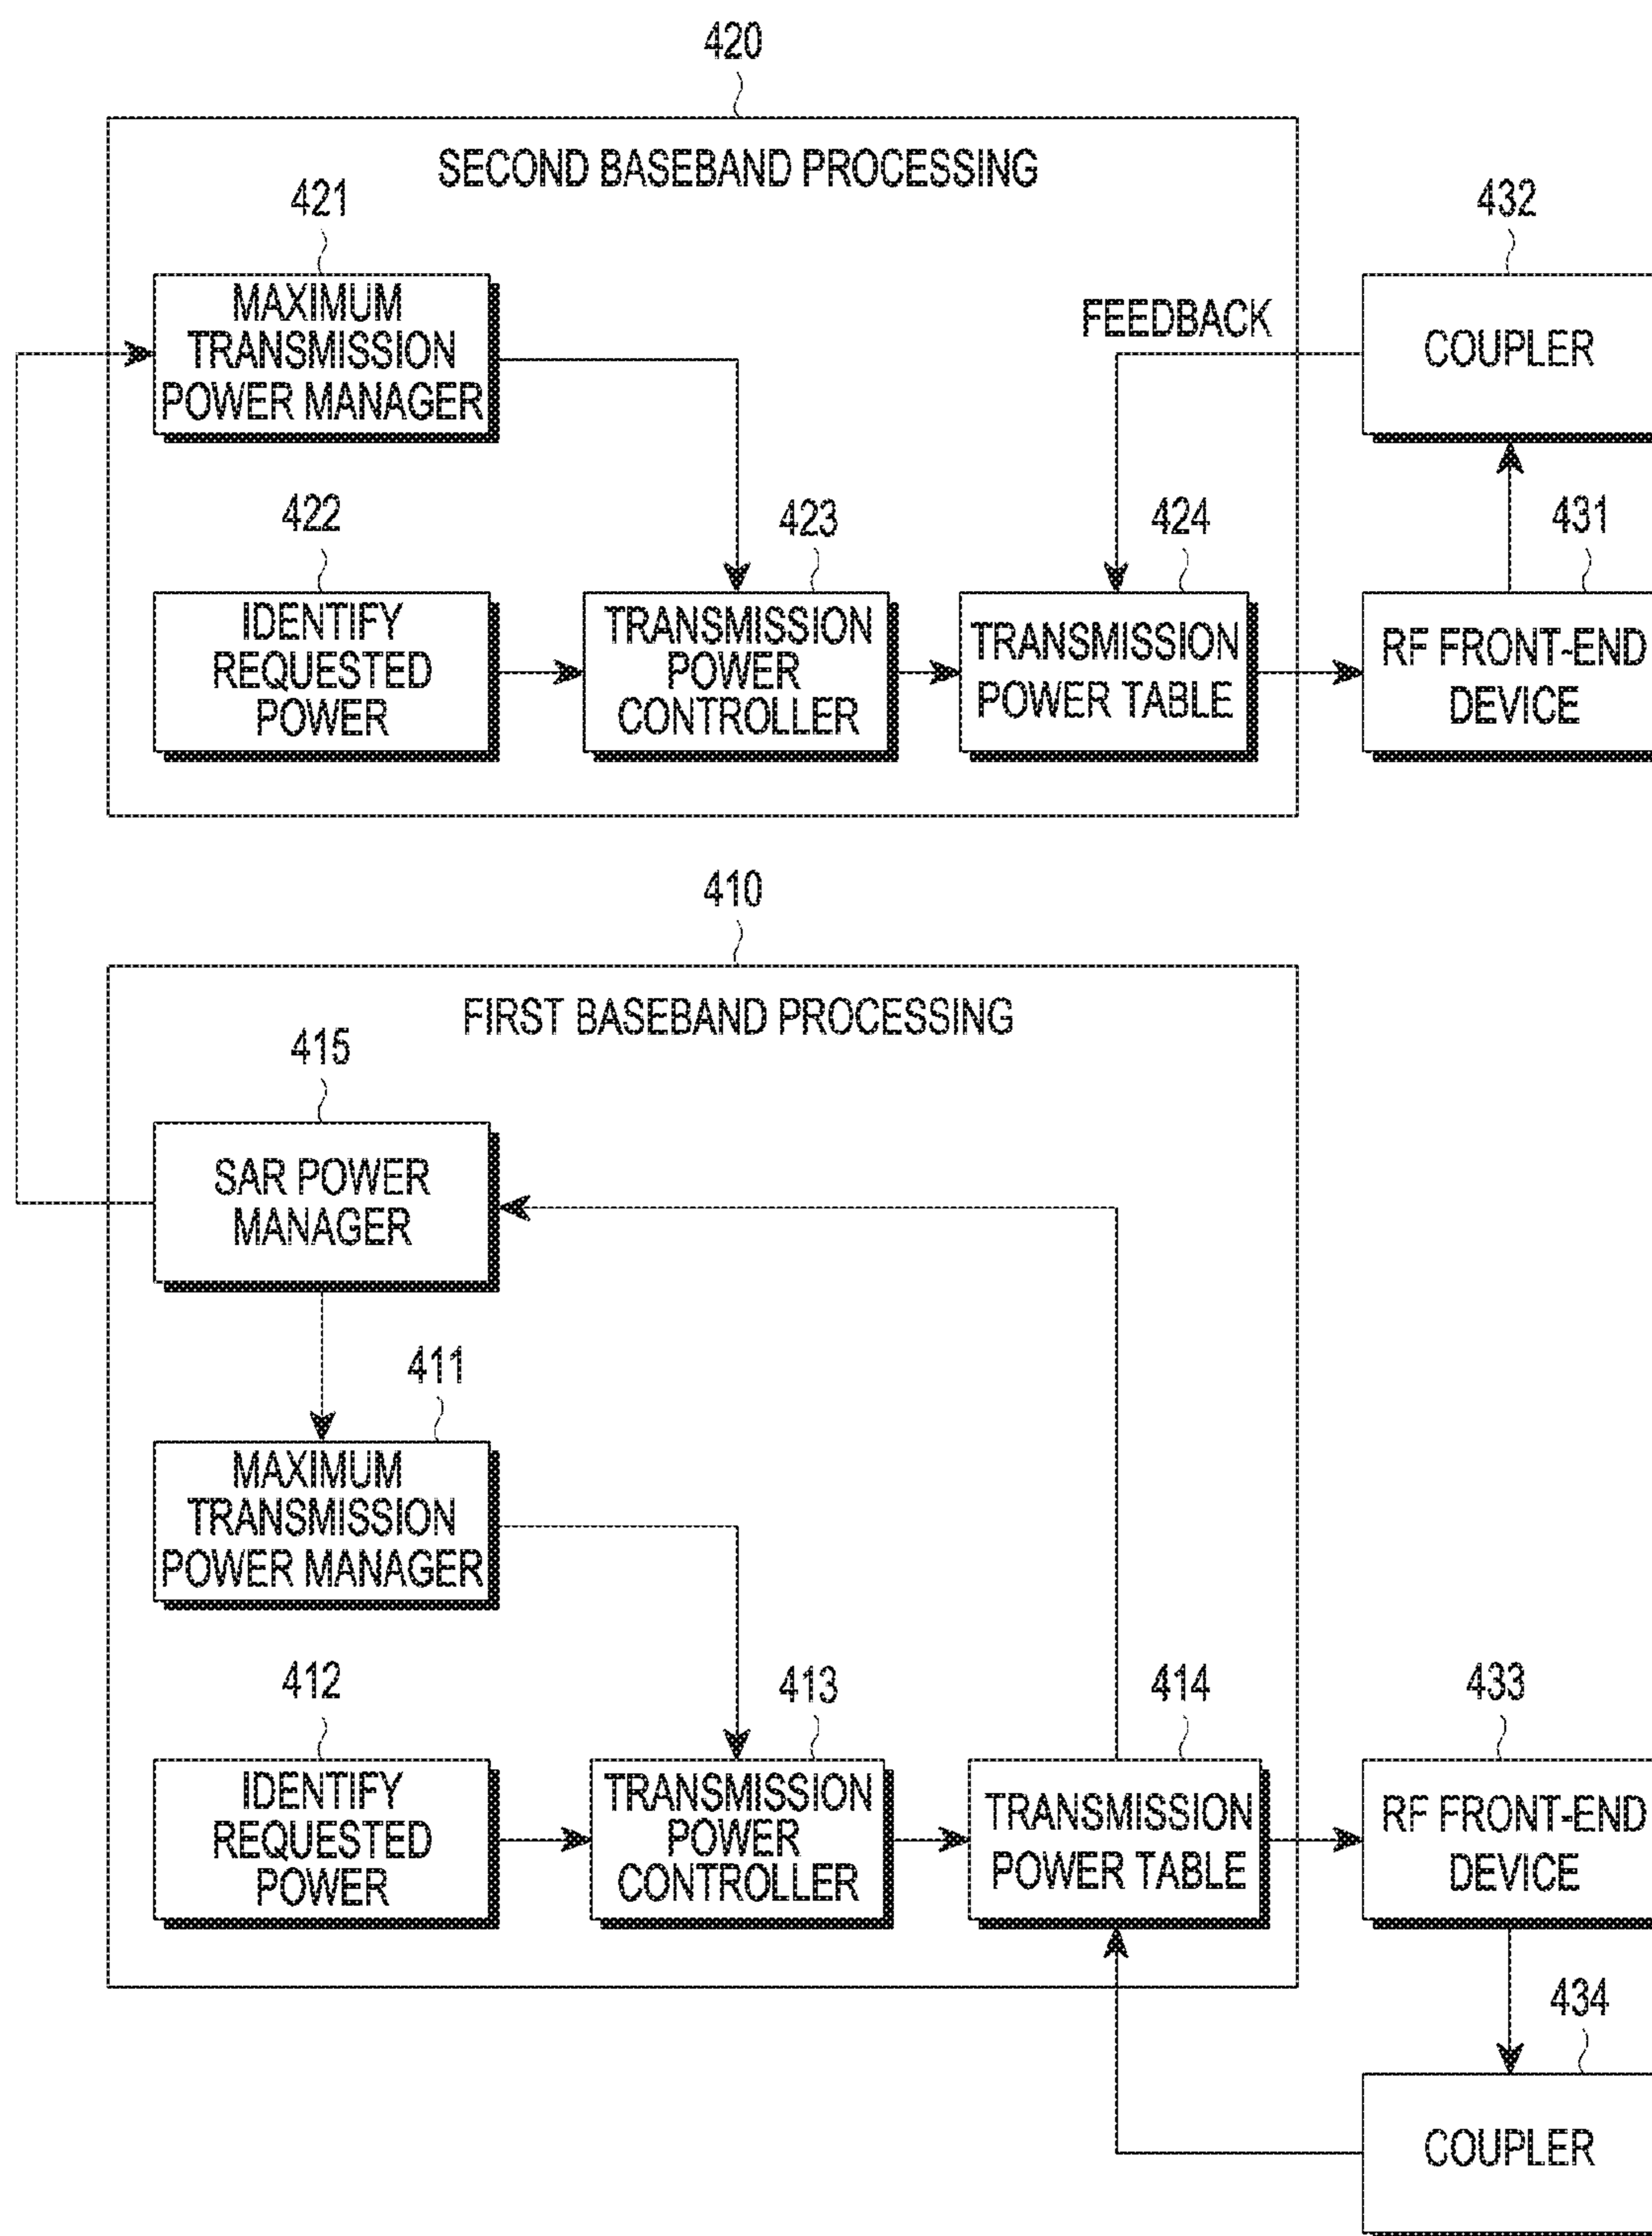 420
SECOND BASEBAND PROCESSING
421
MAXIMUM
TRANSMISSION
POWER MANAGER
432
COUPLER
FEEDBACK
422
IDENTIFY
REQUESTED
POWER
423
TRANSMISSION
POWER
CONTROLLER
424
TRANSMISSION
POWER TABLE
431
RF FRONT-END
DEVICE
410
FIRST BASEBAND PROCESSING
415
SAR POWER
MANAGER
411
MAXIMUM
TRANSMISSION
POWER MANAGER
412
IDENTIFY
REQUESTED
POWER
413
TRANSMISSION
POWER
CONTROLLER
414
TRANSMISSION
POWER TABLE
433
RF FRONT-END
DEVICE
434
COUPLER